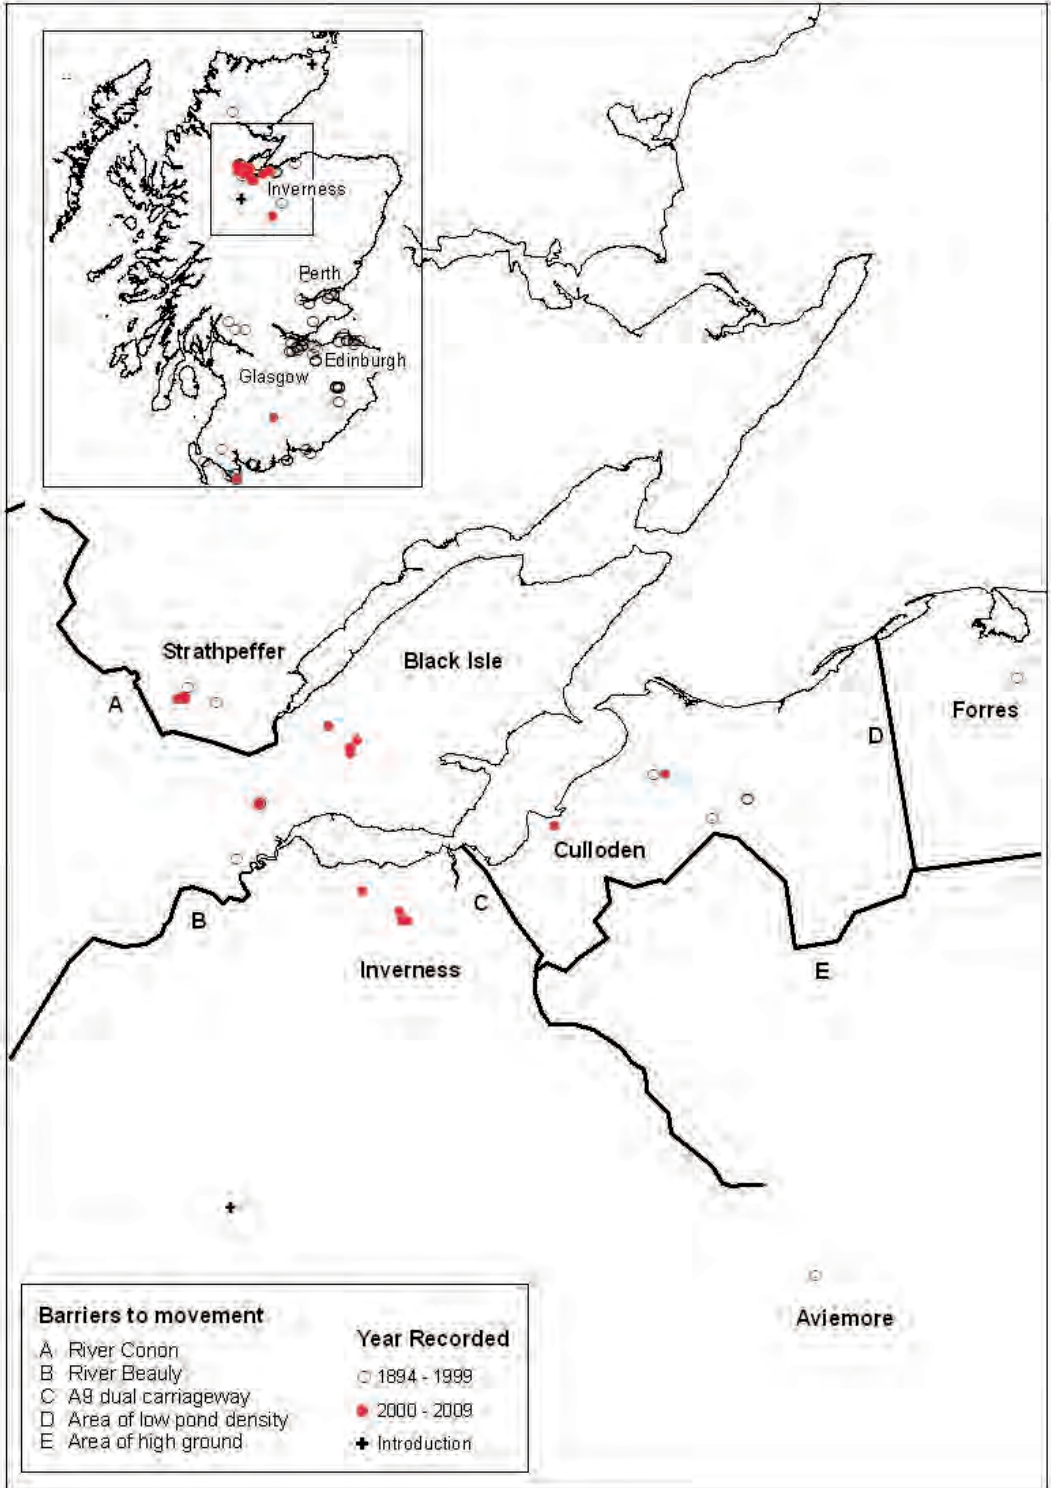 Inverness
Perth
Edinburgh
Glasgow
Strathpeffer
Black Isle
A
Forres
D
Culloden
C
B
Inverness
E
Aviemore
Barriers to movement
A River Conon
B River Beauly
C A9 dual carriageway
D Area of low pond density
E Area of high ground
Year Recorded
1894 - 1999
2000 - 2009
Introduction